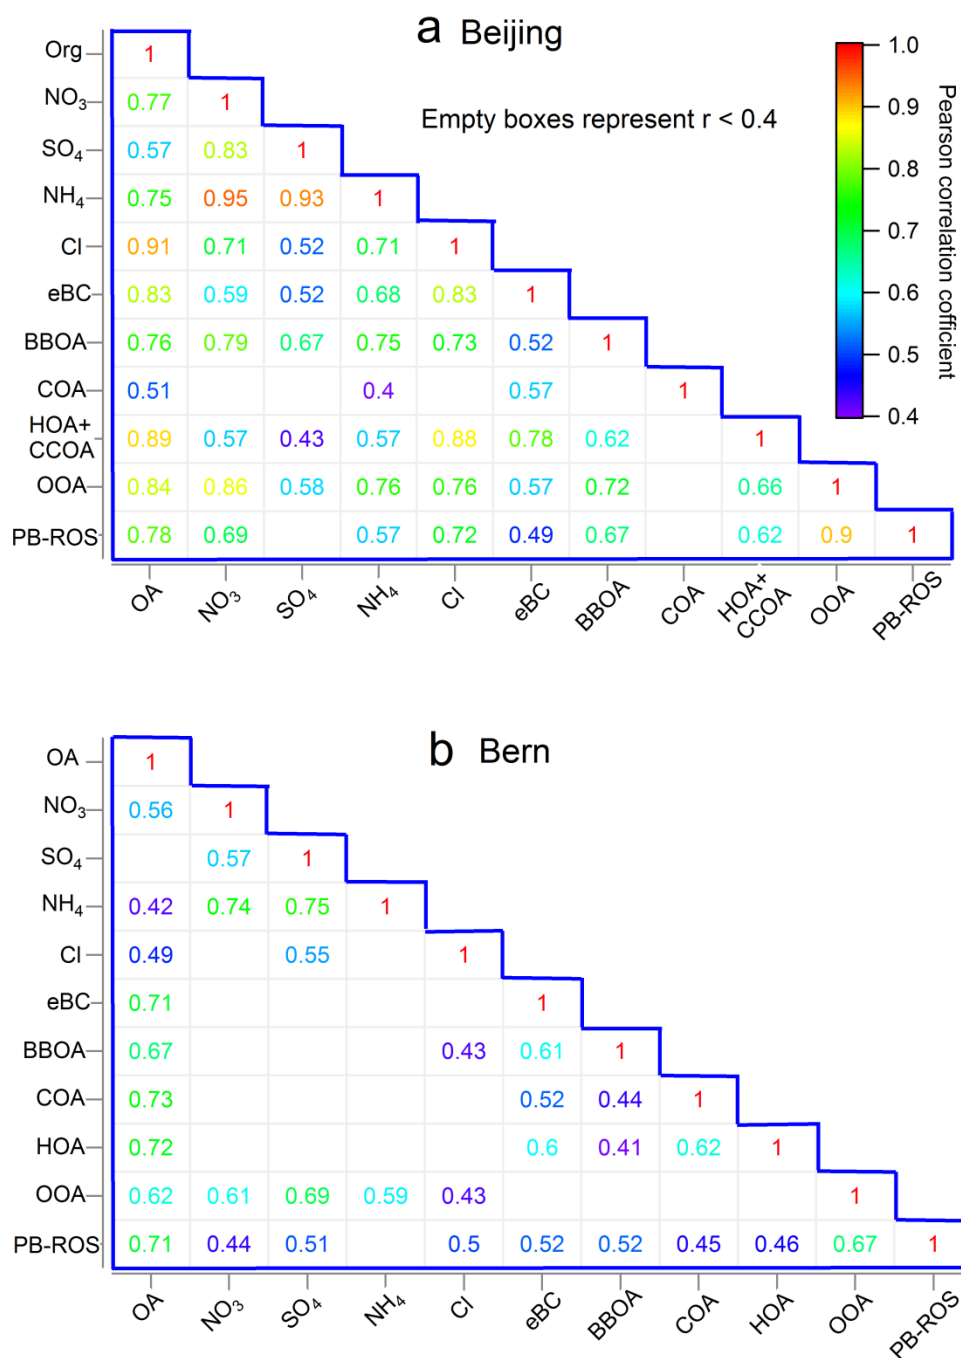 a Beijing
Empty boxes represent r < 0.4
Org 1
NO₃ 0.77 1
SO₄ 0.57 0.83 1
NH₄ 0.75 0.95 0.93 1
Cl 0.91 0.71 0.52 0.71 1
eBC 0.83 0.59 0.52 0.68 0.83 1
BBOA 0.76 0.79 0.67 0.75 0.73 0.52 1
COA 0.51 0.4 0.57 1
HOA+
CCOA 0.89 0.57 0.43 0.57 0.88 0.78 0.62 1
OOA 0.84 0.86 0.58 0.76 0.76 0.57 0.72 0.66 1
PB-ROS 0.78 0.69 0.57 0.72 0.49 0.67 0.62 0.9 1
OA NO₃ SO₄ NH₄ Cl eBC BBOA COA HOA+ CCOA OOA PB-ROS
1.0
0.9
0.8
0.7
0.6
0.5
0.4
Pearson correlation coefficient
b Bern
OA 1
NO₃ 0.56 1
SO₄ 0.57 1
NH₄ 0.42 0.74 0.75 1
Cl 0.49 0.55 1
eBC 0.71 1
BBOA 0.67 0.43 0.61 1
COA 0.73 0.52 0.44 1
HOA 0.72 0.6 0.41 0.62 1
OOA 0.62 0.61 0.69 0.59 0.43 1
PB-ROS 0.71 0.44 0.51 0.5 0.52 0.52 0.45 0.46 0.67 1
OA NO₃ SO₄ NH₄ Cl eBC BBOA COA HOA OOA PB-ROS